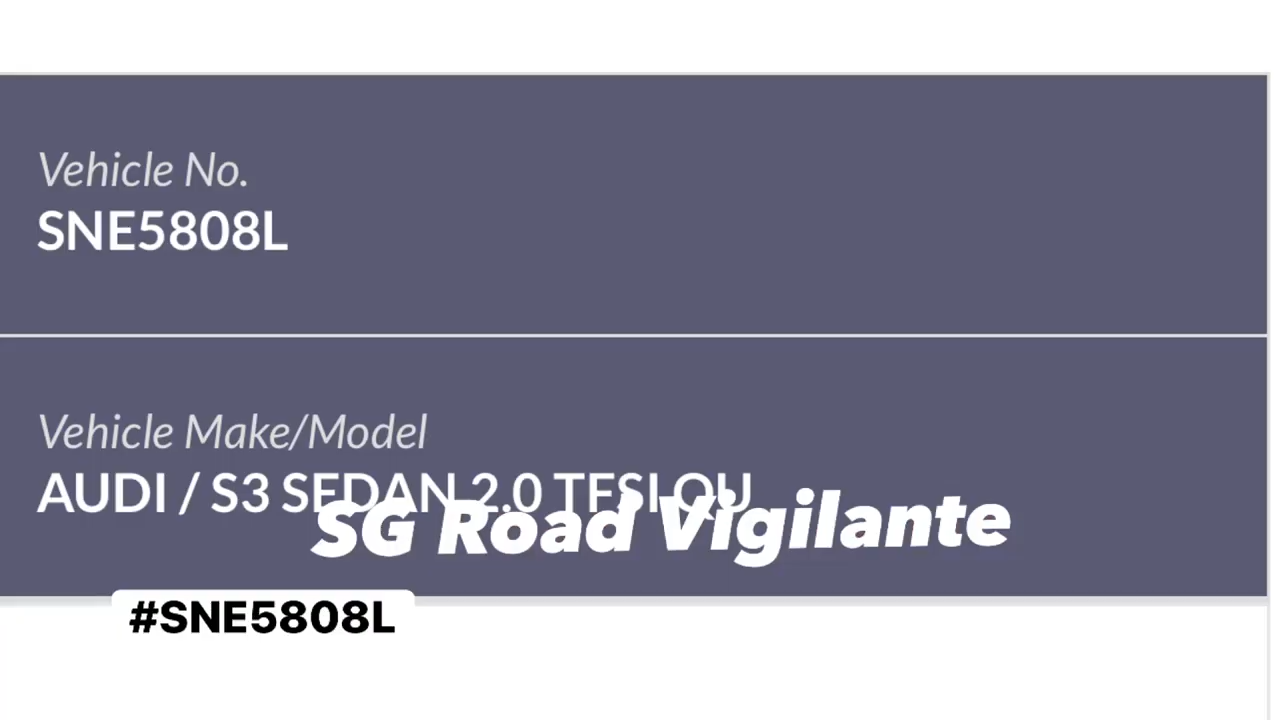 Vehicle No.
SNE5808L
Vehicle Make/Model
AUDI / S3 SEDAN 2.0 TFSI QU
SG Road Vigilante
#SNE5808L